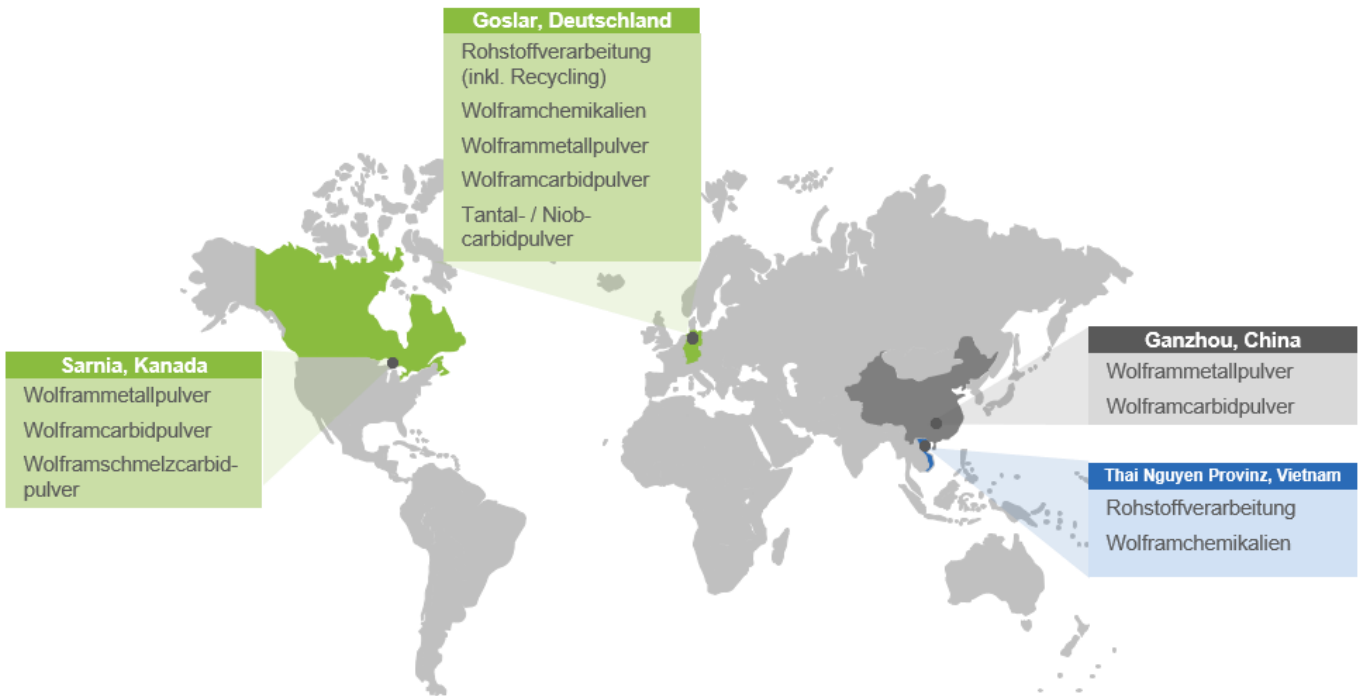 Goslar, Deutschland
Rohstoffverarbeitung
(inkl. Recycling)
Wolframchemikalien
Wolframmetallpulver
Wolframcarbidpulver
Tantal- / Niob-
carbidpulver
Sarnia, Kanada
Wolframmetallpulver
Wolframcarbidpulver
Wolframschmelzcarbid-
pulver
Ganzhou, China
Wolframmetallpulver
Wolframcarbidpulver
Thai Nguyen Provinz, Vietnam
Rohstoffverarbeitung
Wolframchemikalien